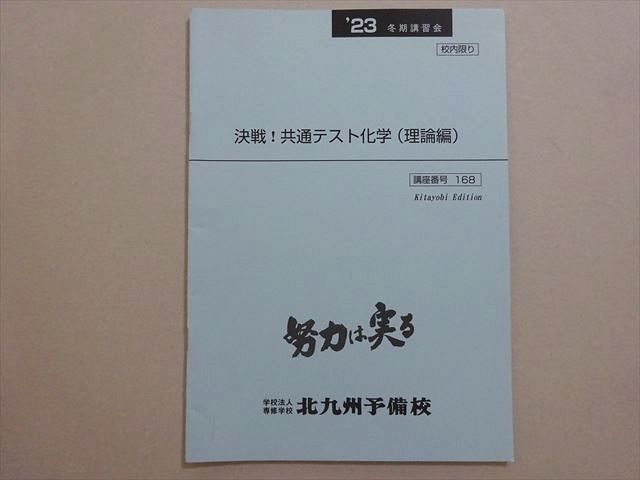 '23 冬期講習会
校内限り
決戦！共通テスト化学（理論編）
講座番号 168
Kitayobi Edition
努力は実る
学校法人
専修学校
北九州予備校